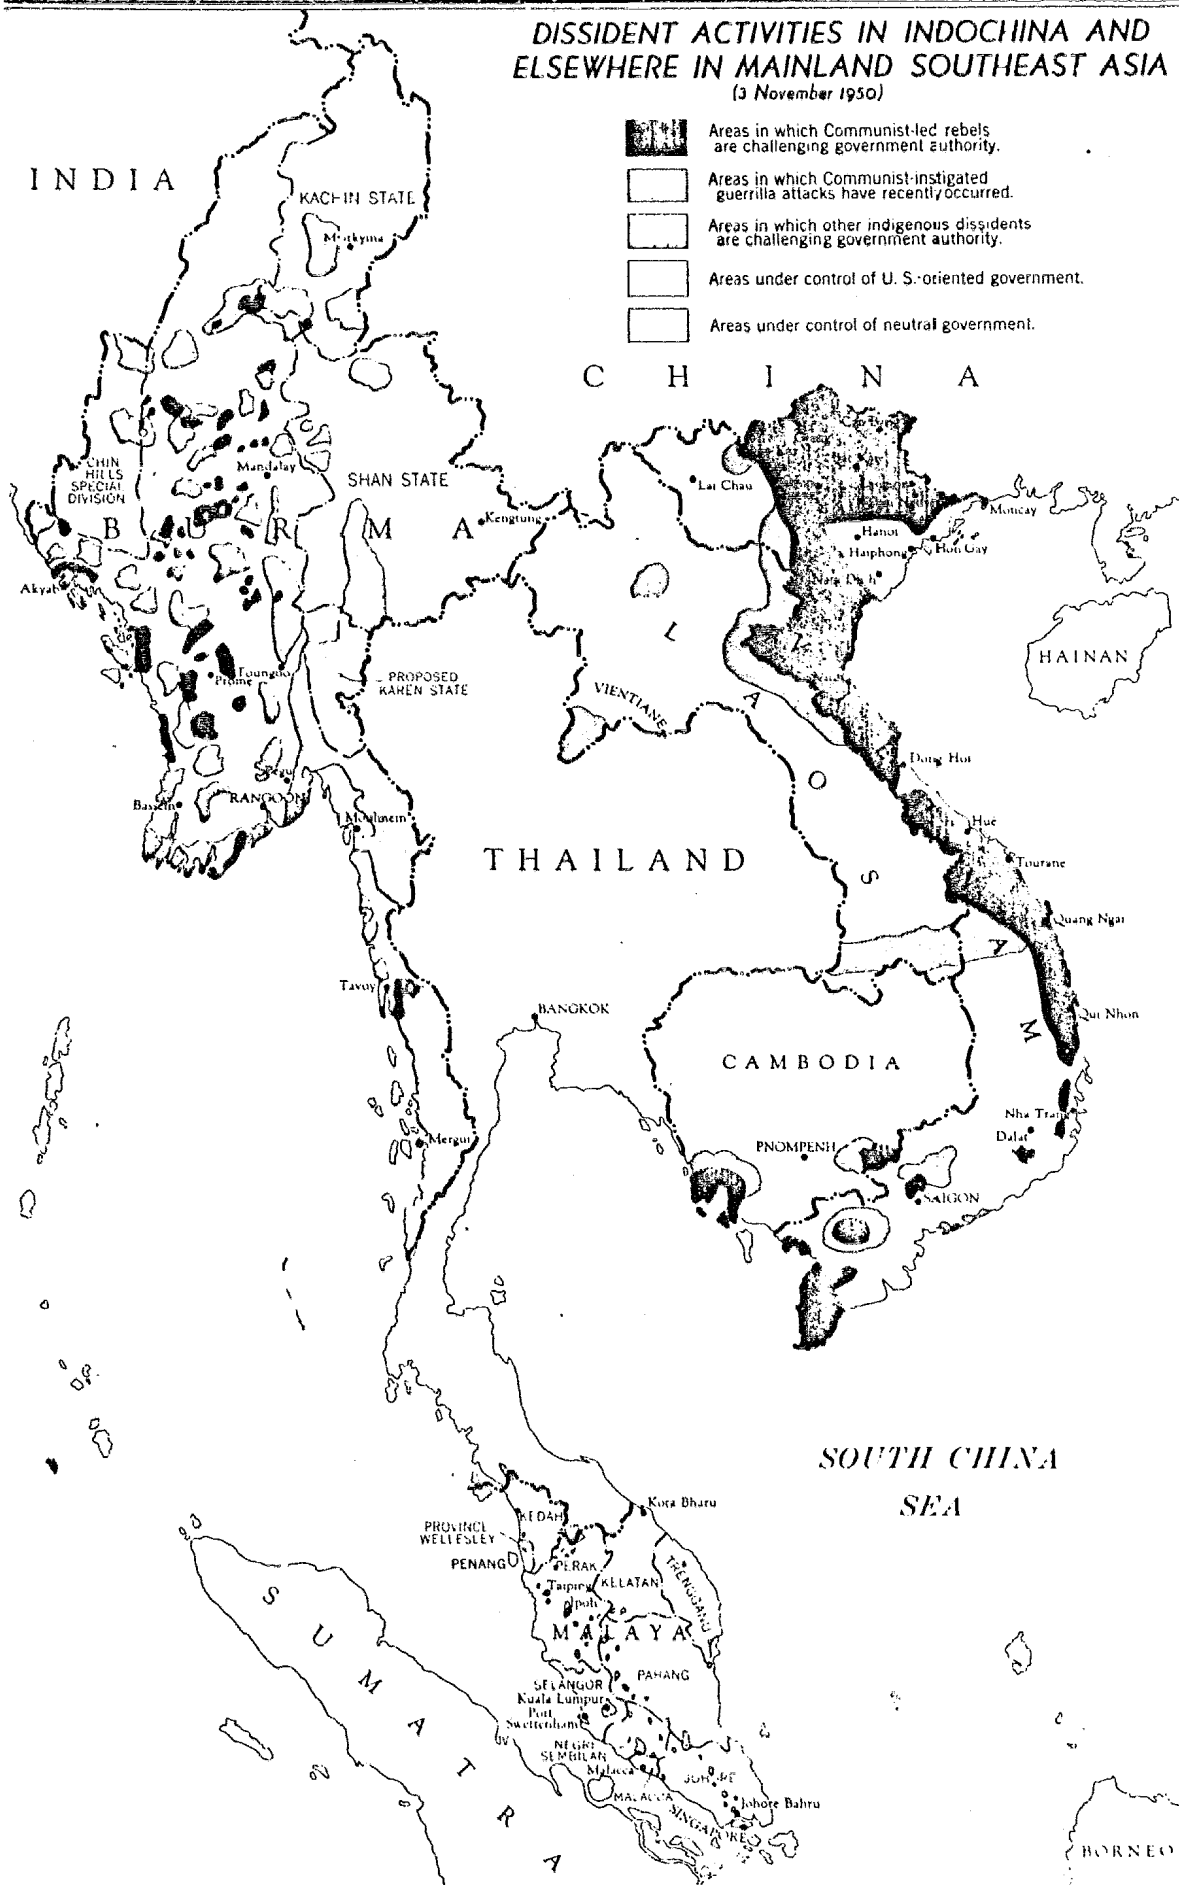 DISSIDENT ACTIVITIES IN INDOCHINA AND
ELSEWHERE IN MAINLAND SOUTHEAST ASIA
(3 November 1950)
Areas in which Communist-led rebels
are challenging government authority.
Areas in which Communist-instigated
guerrilla attacks have recently occurred.
Areas in which other indigenous dissidents
are challenging government authority.
Areas under control of U. S.-oriented government.
Areas under control of neutral government.
INDIA
KACHIN STATE
CHINA
Lai Chau
Moncay
Hanoi
Haiphong
Hon Gay
CHIN
HILLS
SPECIAL
DIVISION
Mandalay
SHAN STATE
BURMA
Kengtung
Akyab
HAINAN
Toungoo
Prome
PROPOSED
KAREN STATE
VIENTIANE
LAOS
Dong Hoi
Pegu
Bassein
RANGOON
Moulmein
Hue
THAILAND
Tourane
Quang Ngai
A
M
Tavoy
BANGKOK
Qui Nhon
CAMBODIA
Nha Trang
Dalat
Mergui
PNOMPENH
SAIGON
SOUTH CHINA
SEA
Kota Bharu
KEDAH
PROVINCE
WELLESLEY
PENANG
PERAK
Taiping
KELATAN
TRENGGANU
Ipoh
MALAYA
PAHANG
SELANGOR
Kuala Lumpur
Port
Swettenham
NEGRI
SEMBILAN
Malacca
MALACCA
JOHORE
Johore Bahru
SINGAPORE
SUMATRA
BORNEO